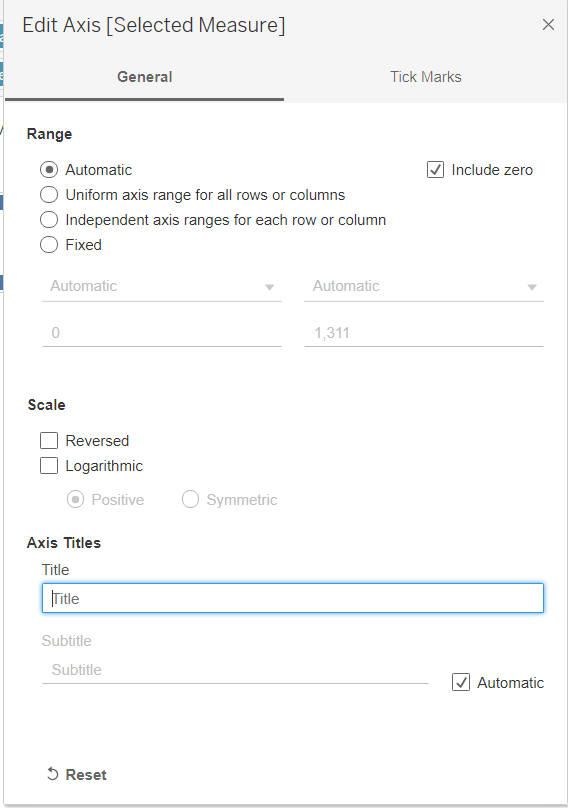 Edit Axis [Selected Measure]
General Tick Marks
Range
Automatic Include zero
Uniform axis range for all rows or columns
Independent axis ranges for each row or column
Fixed
Automatic Automatic
0 1,311
Scale
Reversed
Logarithmic
Positive Symmetric
Axis Titles
Title
Title
Subtitle
Subtitle
Automatic
Reset